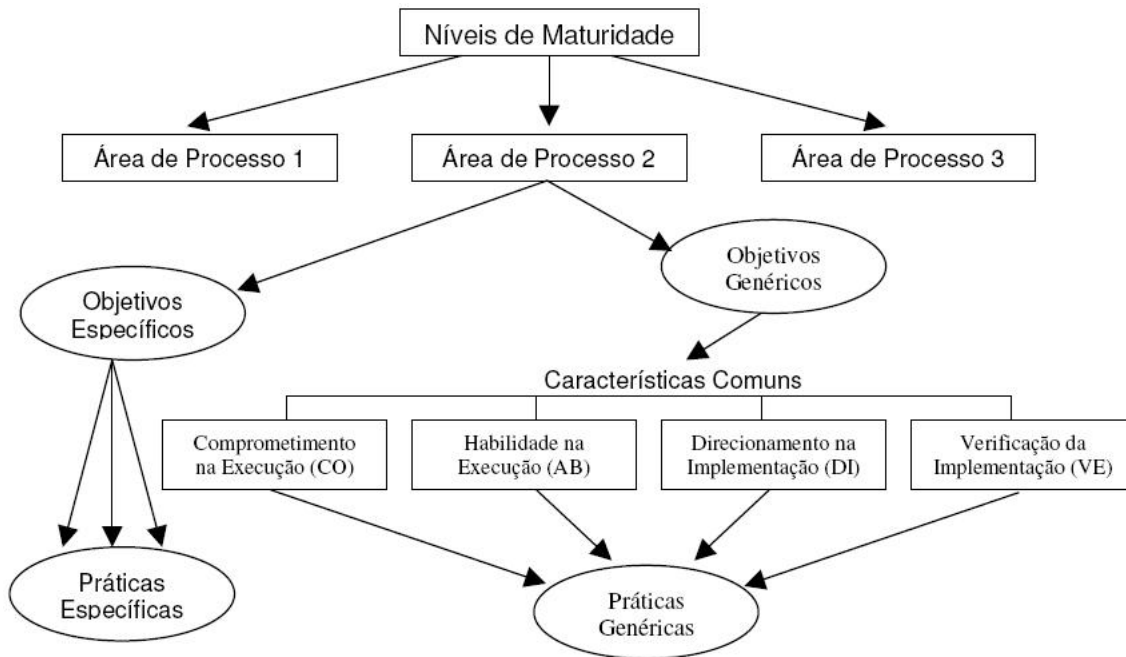 Níveis de Maturidade
Área de Processo 1
Área de Processo 2
Área de Processo 3
Objetivos
Genéricos
Objetivos
Específicos
Características Comuns
Comprometimento
na Execução (CO)
Habilidade na
Execução (AB)
Direcionamento na
Implementação (DI)
Verificação da
Implementação (VE)
Práticas
Específicas
Práticas
Genéricas